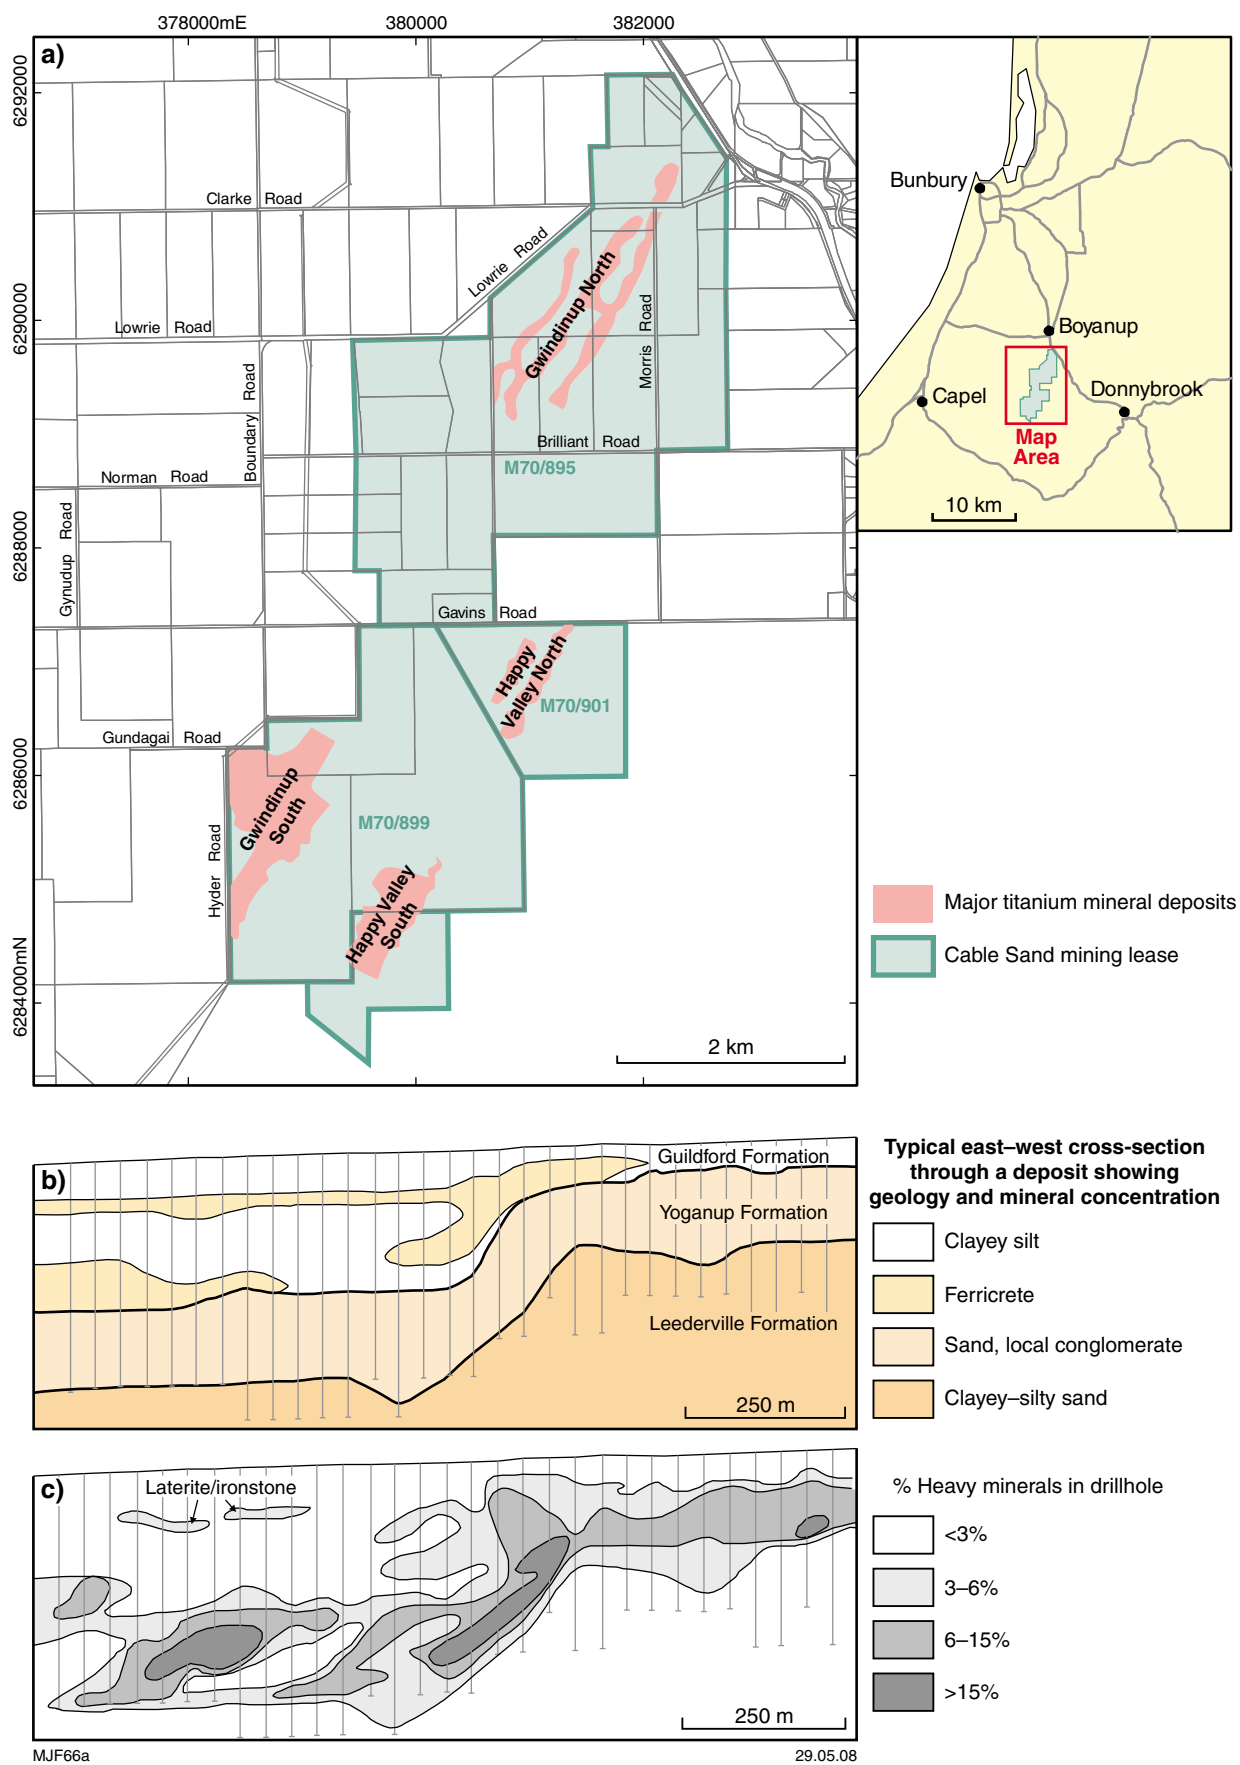 378000mE
380000
382000
a)
6292000
6290000
6288000
6286000
6284000mN
Clarke Road
Lowrie Road
Lowrie Road
Boundary Road
Norman Road
Gynudup Road
Gwindinup North
Morris Road
Brilliant Road
M70/895
Gavins Road
Happy
Valley North
M70/901
Gundagai Road
Gwindinup
South
Hyder Road
M70/899
Happy Valley
South
2 km
Bunbury
Boyanup
Capel
Donnybrook
Map
Area
10 km
Major titanium mineral deposits
Cable Sand mining lease
b)
Guildford Formation
Yoganup Formation
Leederville Formation
250 m
Typical east–west cross-section
through a deposit showing
geology and mineral concentration
Clayey silt
Ferricrete
Sand, local conglomerate
Clayey–silty sand
c)
Laterite/ironstone
250 m
% Heavy minerals in drillhole
<3%
3–6%
6–15%
>15%
MJF66a
29.05.08